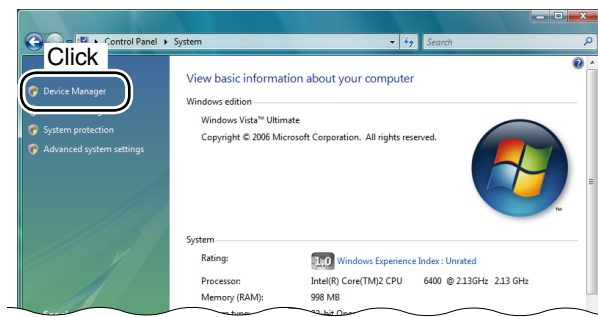 Control Panel ▸ System
Search
Click
Device Manager
System protection
Advanced system settings
View basic information about your computer
Windows edition
Windows Vista™ Ultimate
Copyright © 2006 Microsoft Corporation. All rights reserved.
TM
System
Rating:
1.0 Windows Experience Index : Unrated
Processor: Intel(R) Core(TM)2 CPU 6400 @ 2.13GHz 2.13 GHz
Memory (RAM): 998 MB